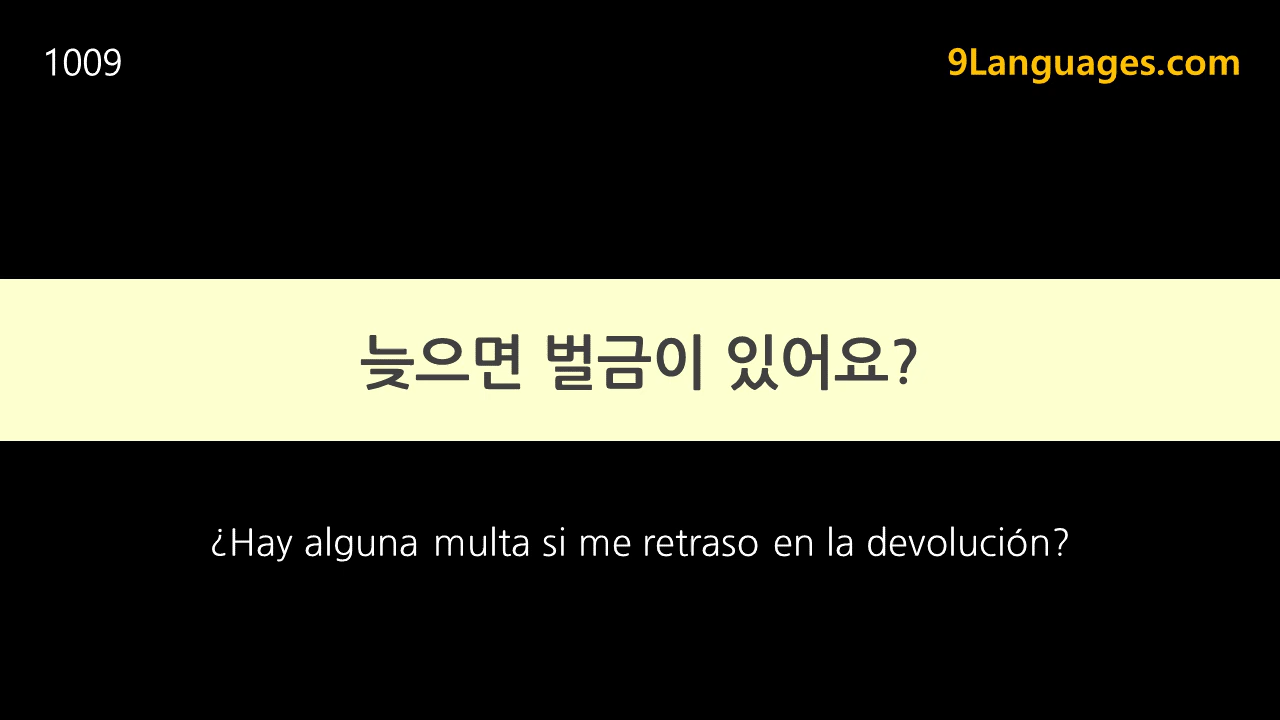 1009
9Languages.com
늦으면 벌금이 있어요?
¿Hay alguna multa si me retraso en la devolución?